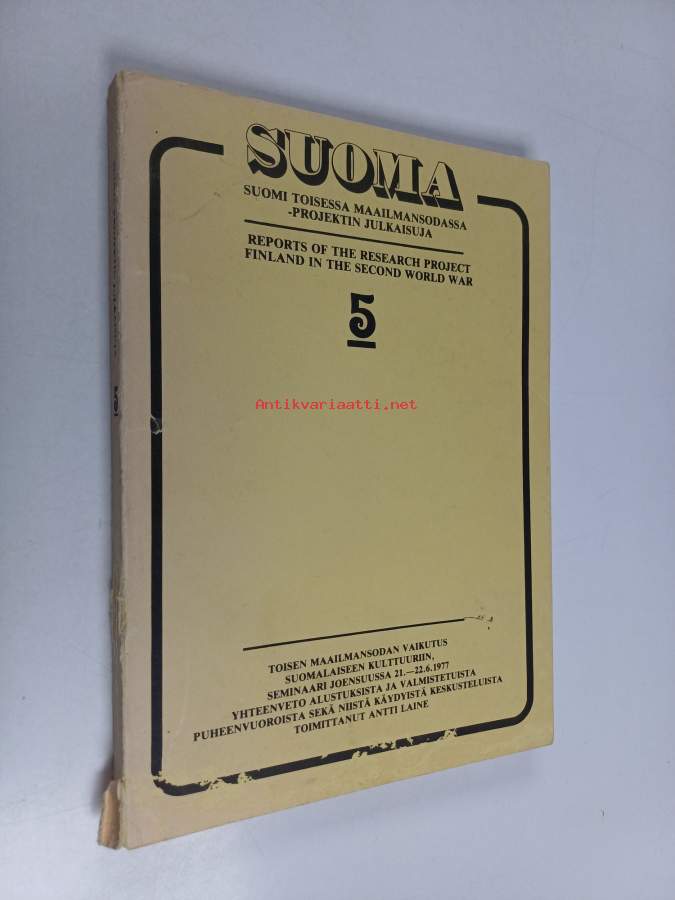 SUOMA
SUOMI TOISESSA MAAILMANSODASSA
-PROJEKTIN JULKAISUJA
REPORTS OF THE RESEARCH PROJECT
FINLAND IN THE SECOND WORLD WAR
5
Antikvariaatti.net
TOISEN MAAILMANSODAN VAIKUTUS
SUOMALAISEEN KULTTUURIIN,
SEMINAARI JOENSUUSSA 21.—22.6.1977
YHTEENVETO ALUSTUKSISTA JA VALMISTETUISTA
PUHEENVUOROISTA SEKÄ NIISTÄ KÄYDYISTÄ KESKUSTELUISTA
TOIMITTANUT ANTTI LAINE
5